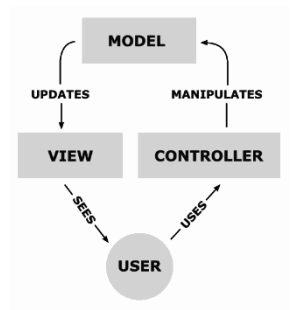 MODEL
UPDATES
MANIPULATES
VIEW
CONTROLLER
SEES
USES
USER